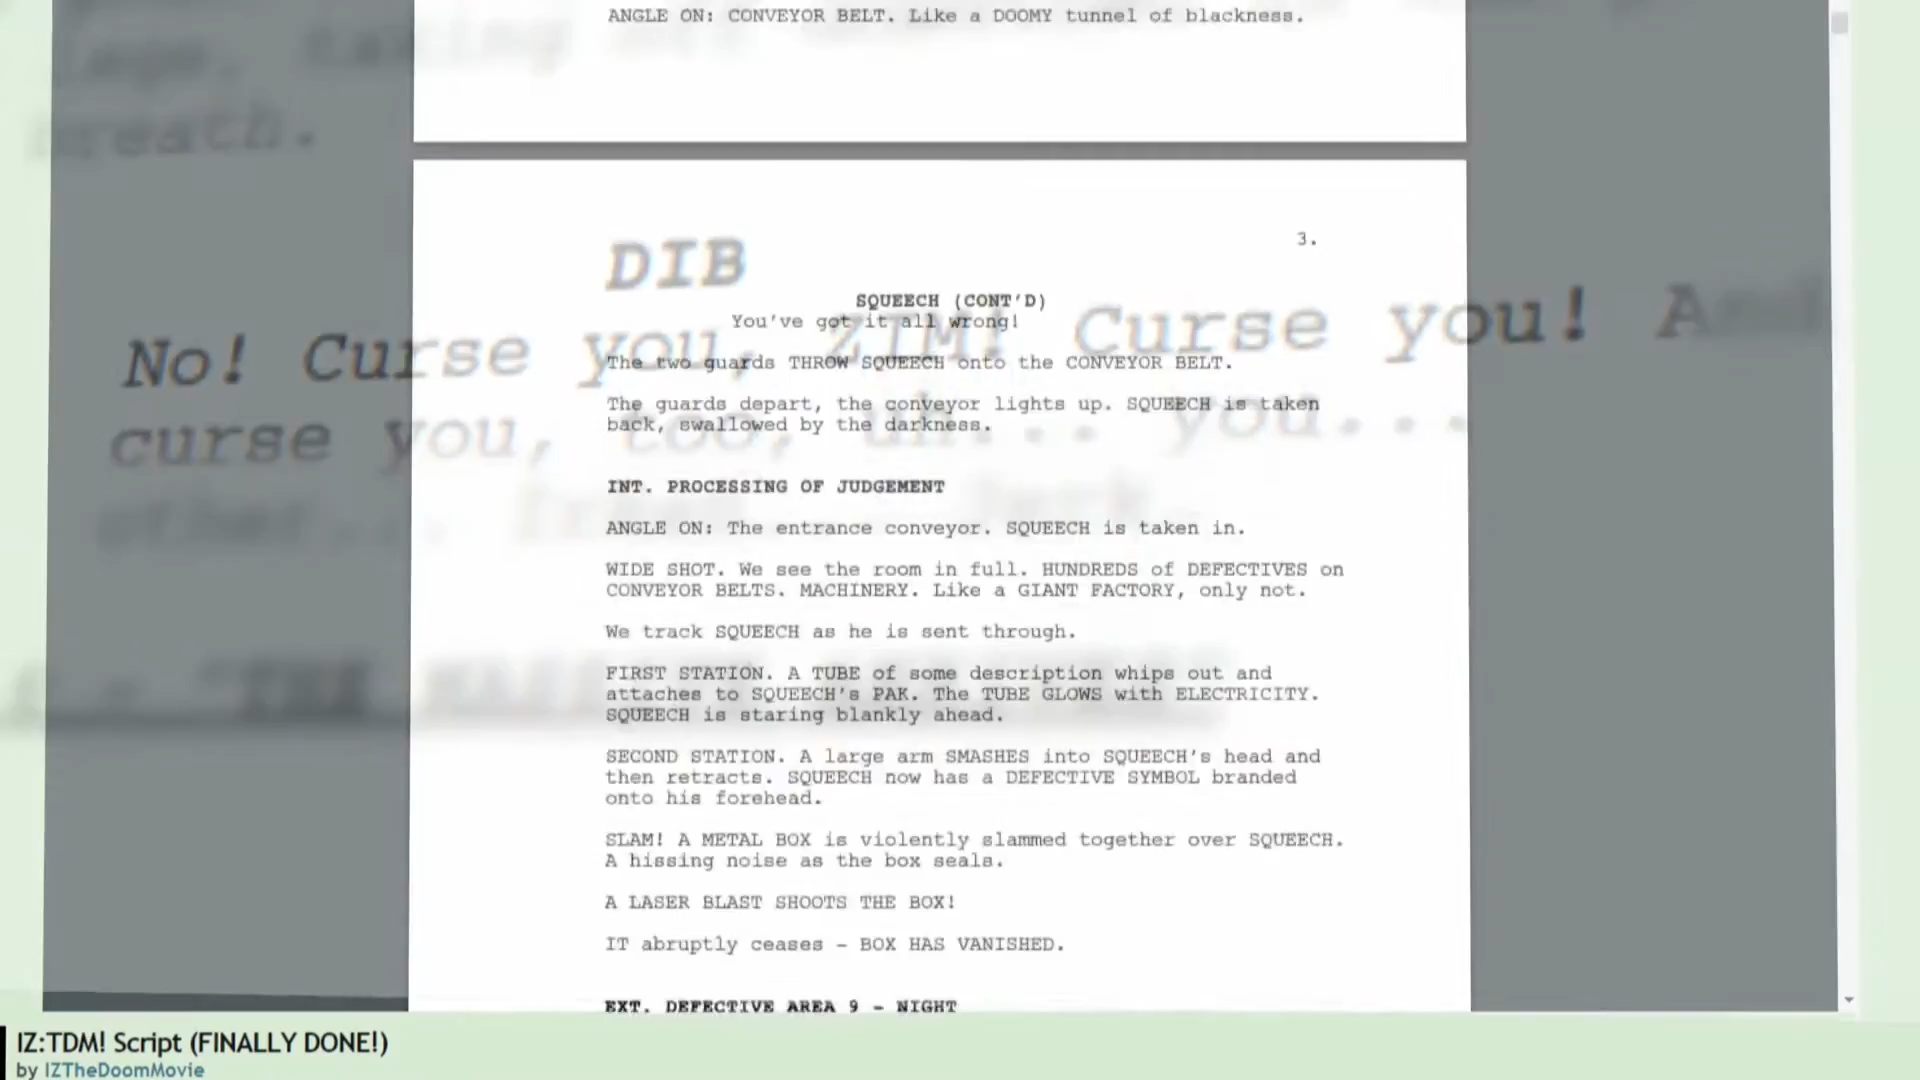 ANGLE ON: CONVEYOR BELT. Like a DOOMY tunnel of blackness.
taking
breath.
3.
DIB
SQUEECH (CONT'D)
You've got it all wrong!
No! Curse you, ZIM! Curse you! And
The two guards THROW SQUEECH onto the CONVEYOR BELT.
The guards depart, the conveyor lights up. SQUEECH is taken
back, swallowed by the darkness.
curse you, too, uh... you...
other...
INT. PROCESSING OF JUDGEMENT
ANGLE ON: The entrance conveyor. SQUEECH is taken in.
WIDE SHOT. We see the room in full. HUNDREDS of DEFECTIVES on
CONVEYOR BELTS. MACHINERY. Like a GIANT FACTORY, only not.
We track SQUEECH as he is sent through.
FIRST STATION. A TUBE of some description whips out and
attaches to SQUEECH's PAK. The TUBE GLOWS with ELECTRICITY.
SQUEECH is staring blankly ahead.
SECOND STATION. A large arm SMASHES into SQUEECH's head and
then retracts. SQUEECH now has a DEFECTIVE SYMBOL branded
onto his forehead.
SLAM! A METAL BOX is violently slammed together over SQUEECH.
A hissing noise as the box seals.
A LASER BLAST SHOOTS THE BOX!
IT abruptly ceases - BOX HAS VANISHED.
EXT. DEFECTIVE AREA 9 - NIGHT
IZ:TDM! Script (FINALLY DONE!)
by IZTheDoomMovie